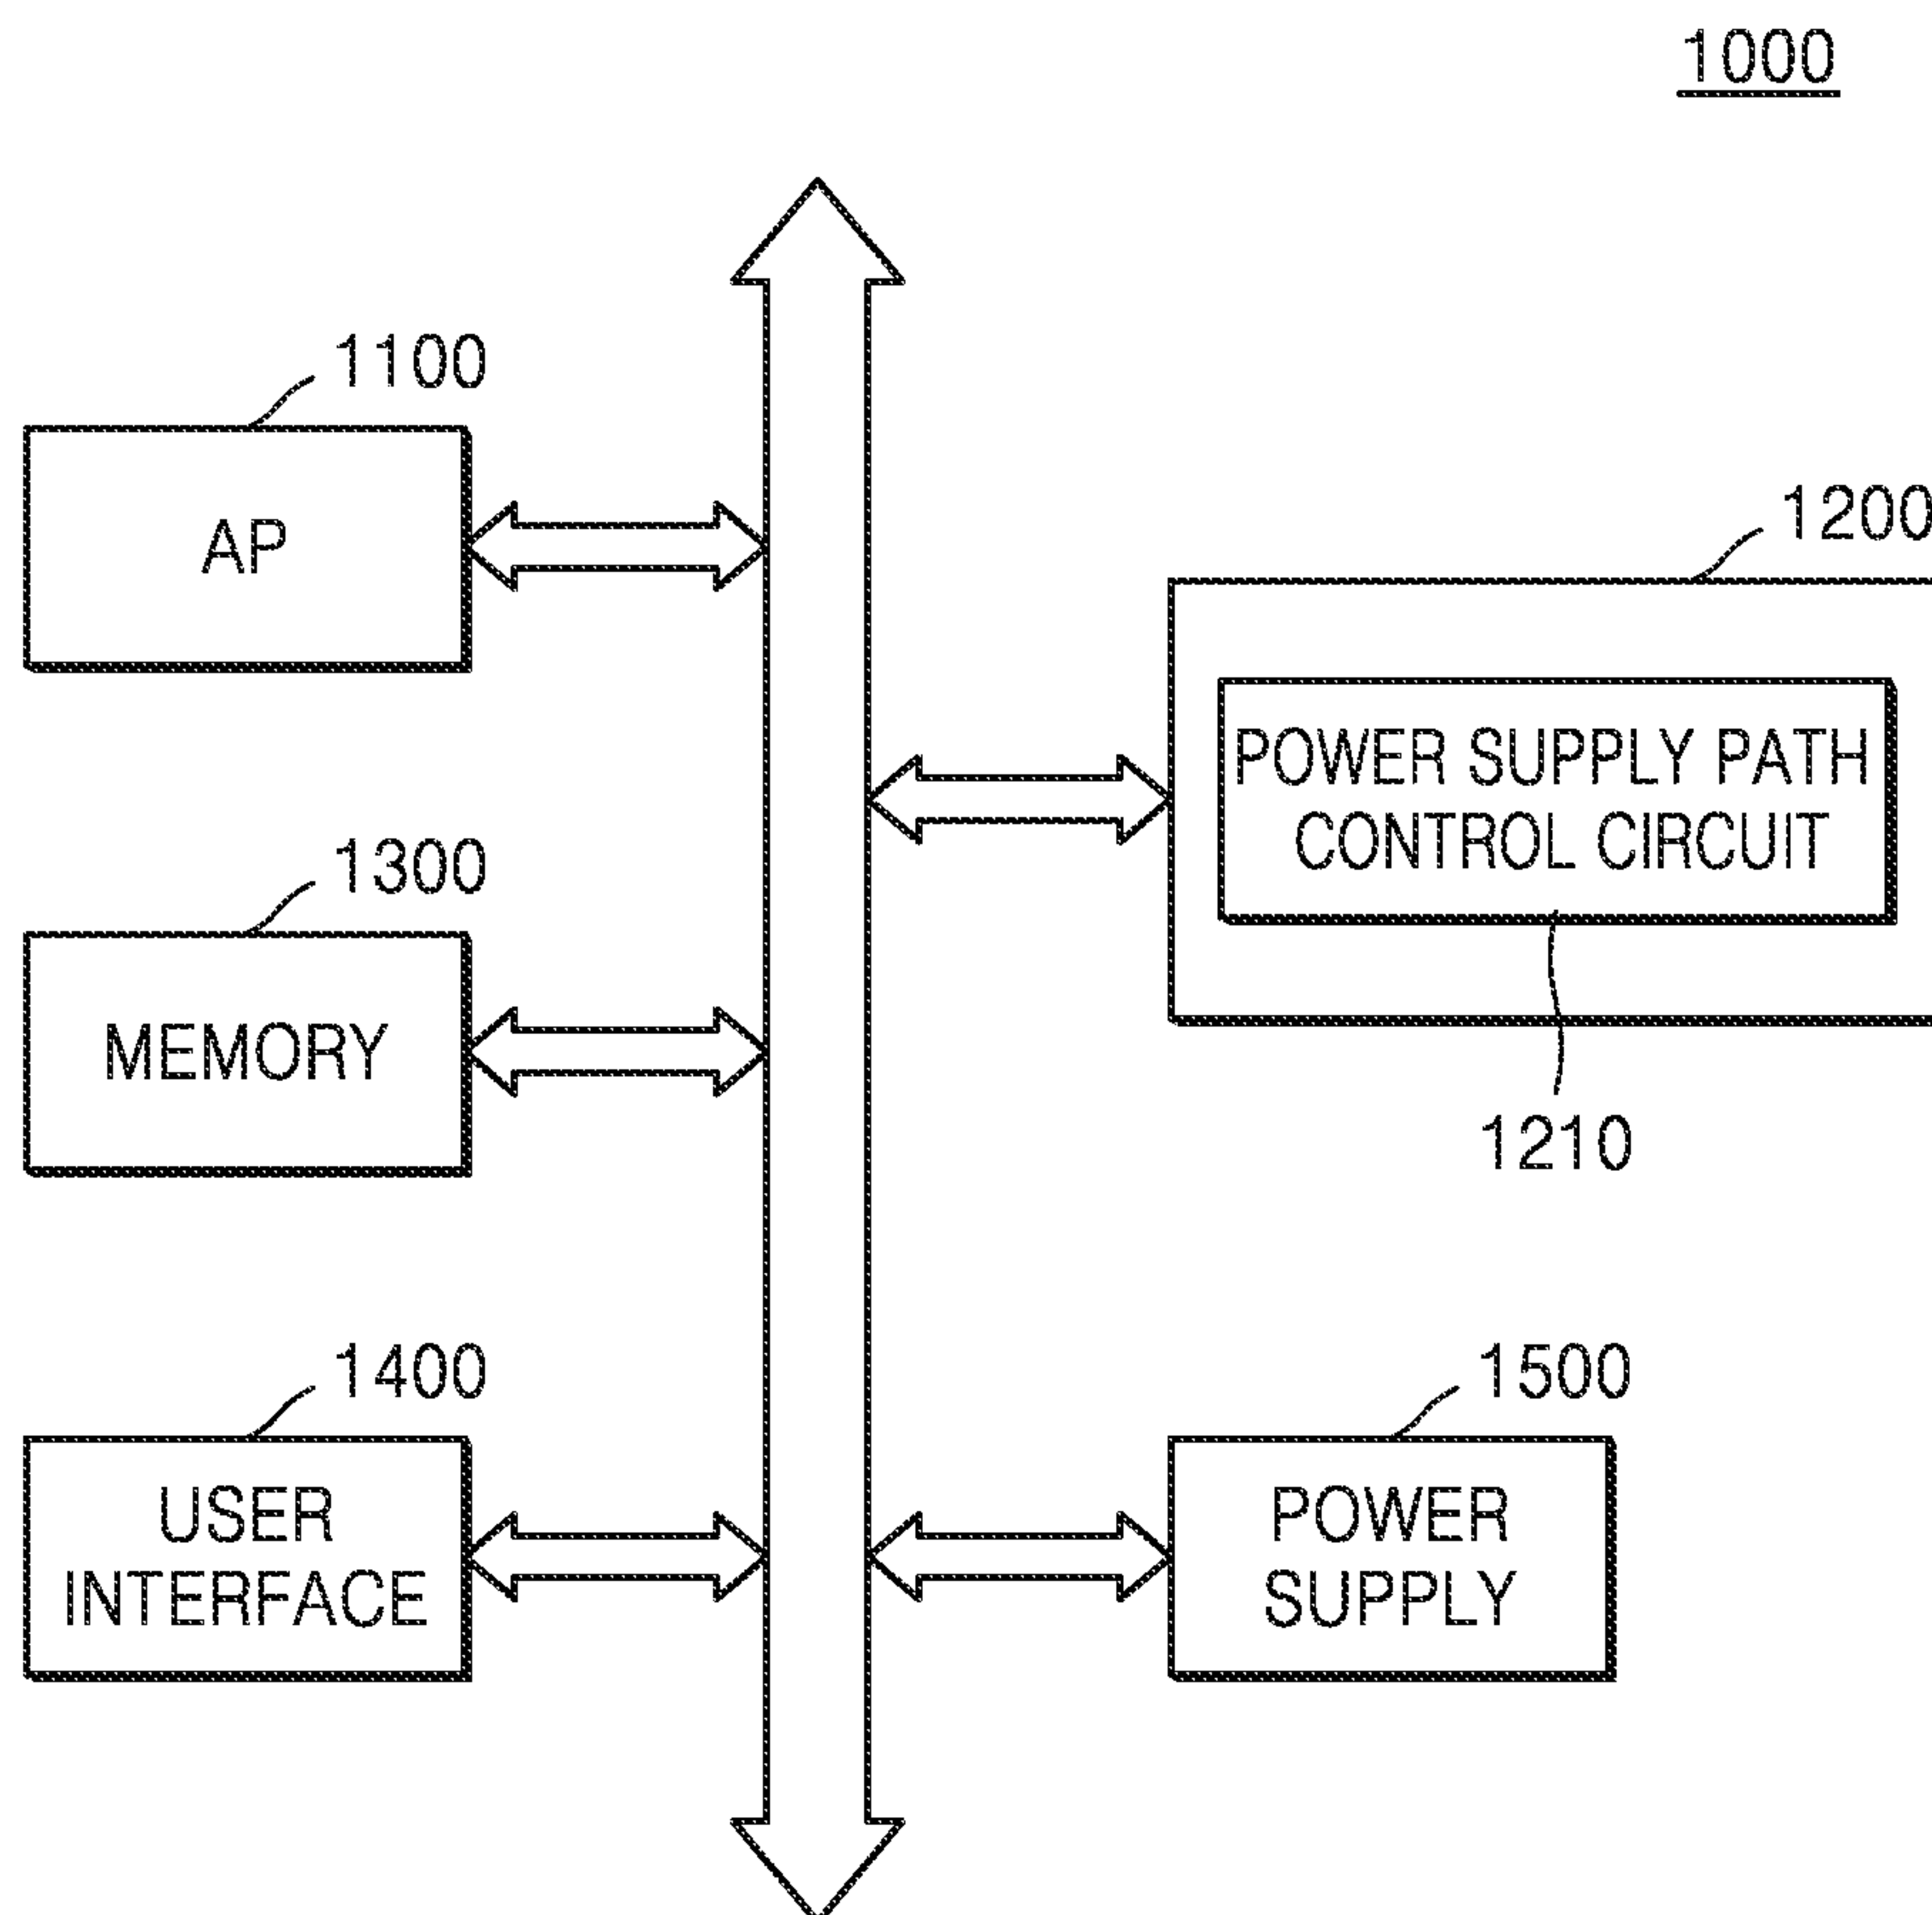 1000
1100
AP
1200
POWER SUPPLY PATH
CONTROL CIRCUIT
1210
1300
MEMORY
1400
USER
INTERFACE
1500
POWER
SUPPLY